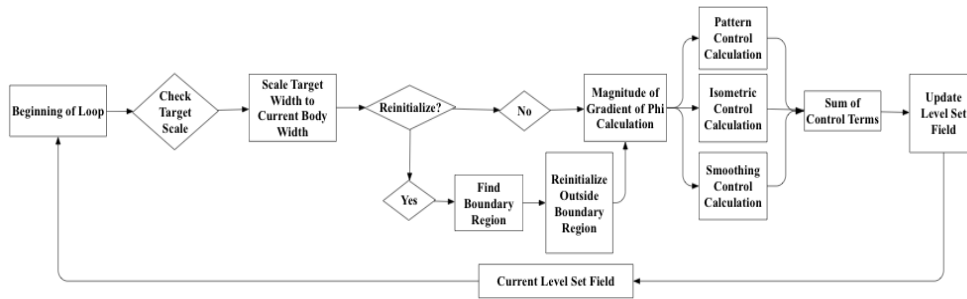 Beginning of Loop
Check
Target
Scale
Scale Target
Width to
Current Body
Width
Reinitialize?
No
Yes
Find
Boundary
Region
Reinitialize
Outside
Boundary
Region
Magnitude of
Gradient of Phi
Calculation
Pattern
Control
Calculation
Isometric
Control
Calculation
Smoothing
Control
Calculation
Sum of
Control Terms
Update
Level Set
Field
Current Level Set Field